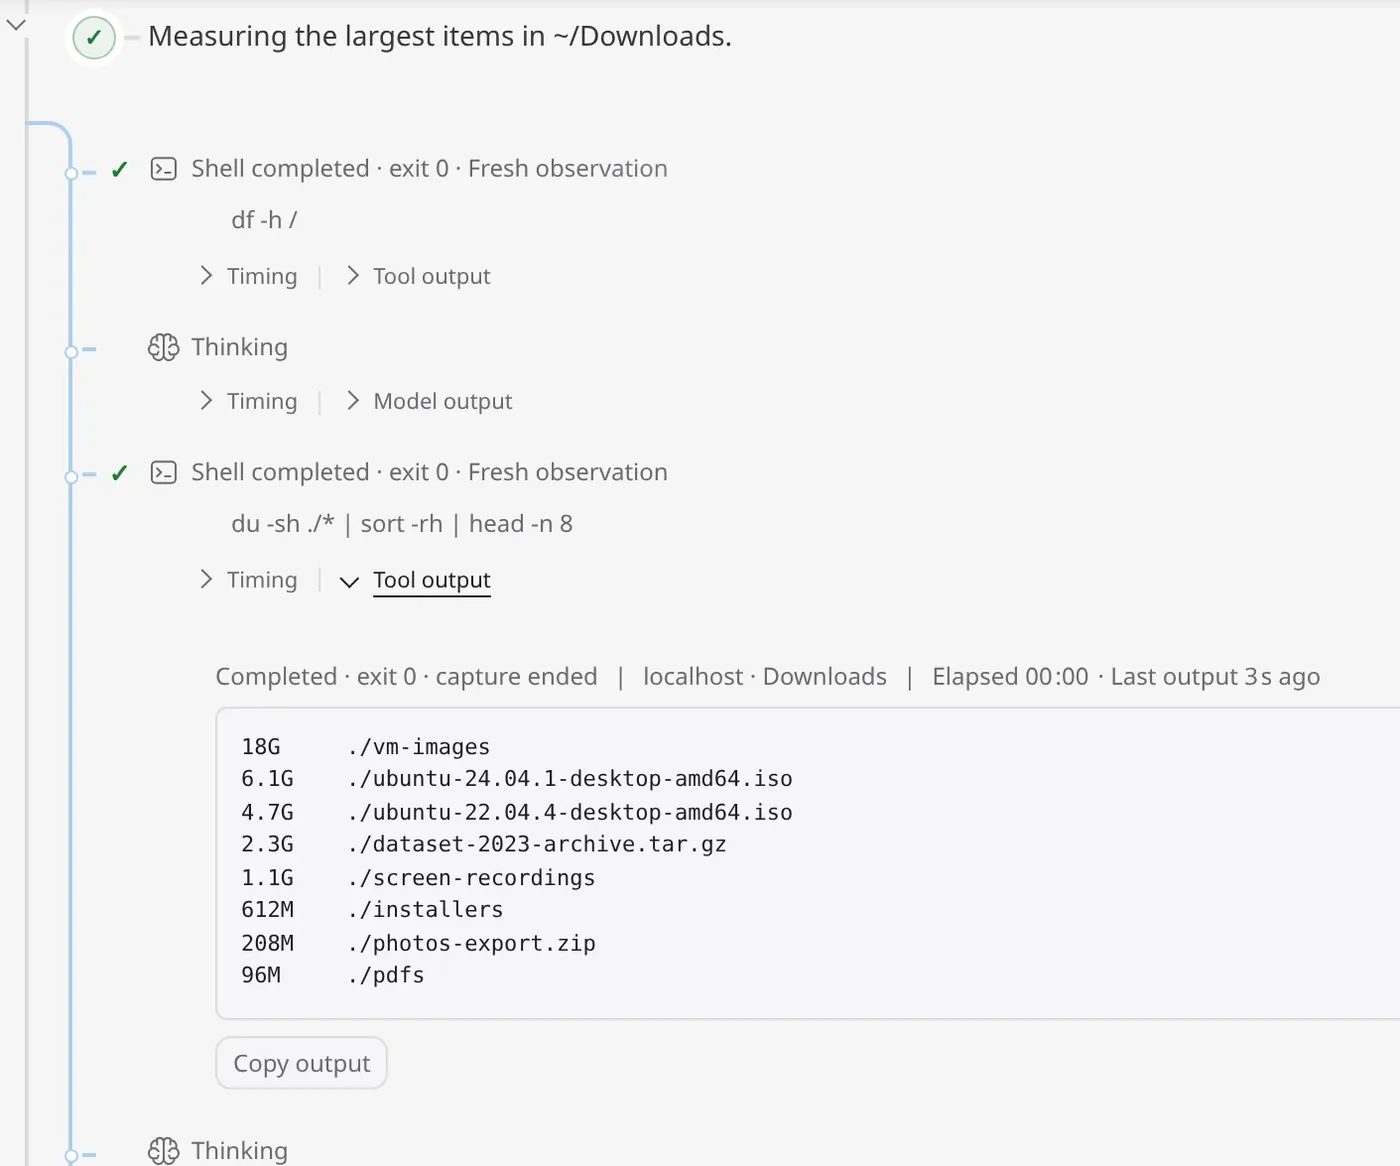 Measuring the largest items in ~/Downloads.
Shell completed · exit 0 · Fresh observation
df -h /
Timing | Tool output
Thinking
Timing | Model output
Shell completed · exit 0 · Fresh observation
du -sh ./* | sort -rh | head -n 8
Timing | Tool output
Completed · exit 0 · capture ended | localhost · Downloads | Elapsed 00:00 · Last output 3s ago
18G ./vm-images
6.1G ./ubuntu-24.04.1-desktop-amd64.iso
4.7G ./ubuntu-22.04.4-desktop-amd64.iso
2.3G ./dataset-2023-archive.tar.gz
1.1G ./screen-recordings
612M ./installers
208M ./photos-export.zip
96M ./pdfs
Copy output
Thinking